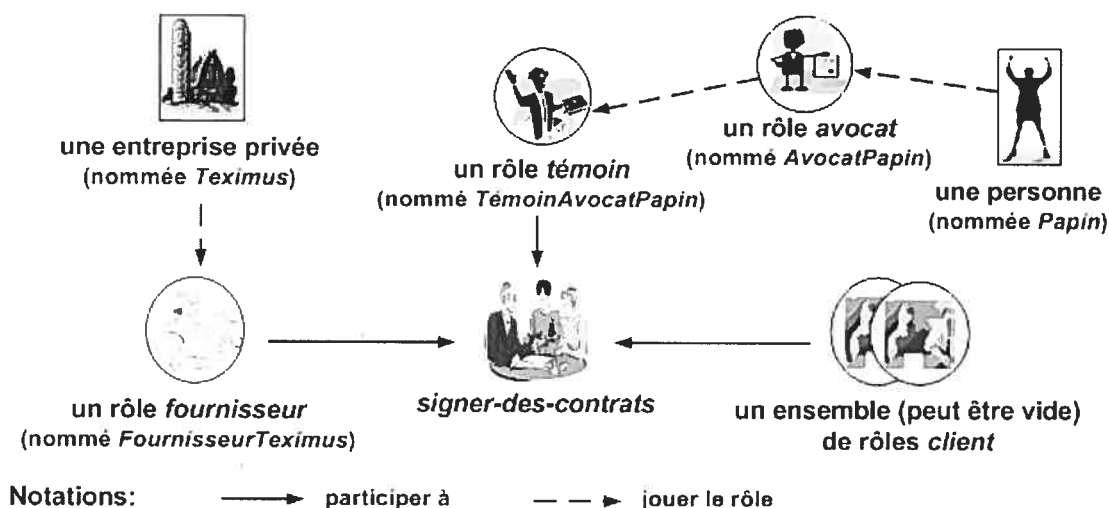 une entreprise privée
(nommée Teximus)
un rôle témoin
(nommé TémoinAvocatPapin)
un rôle avocat
(nommé AvocatPapin)
une personne
(nommée Papin)
un rôle fournisseur
(nommé FournisseurTeximus)
signer-des-contrats
un ensemble (peut être vide)
de rôles client
Notations: participer à jouer le rôle